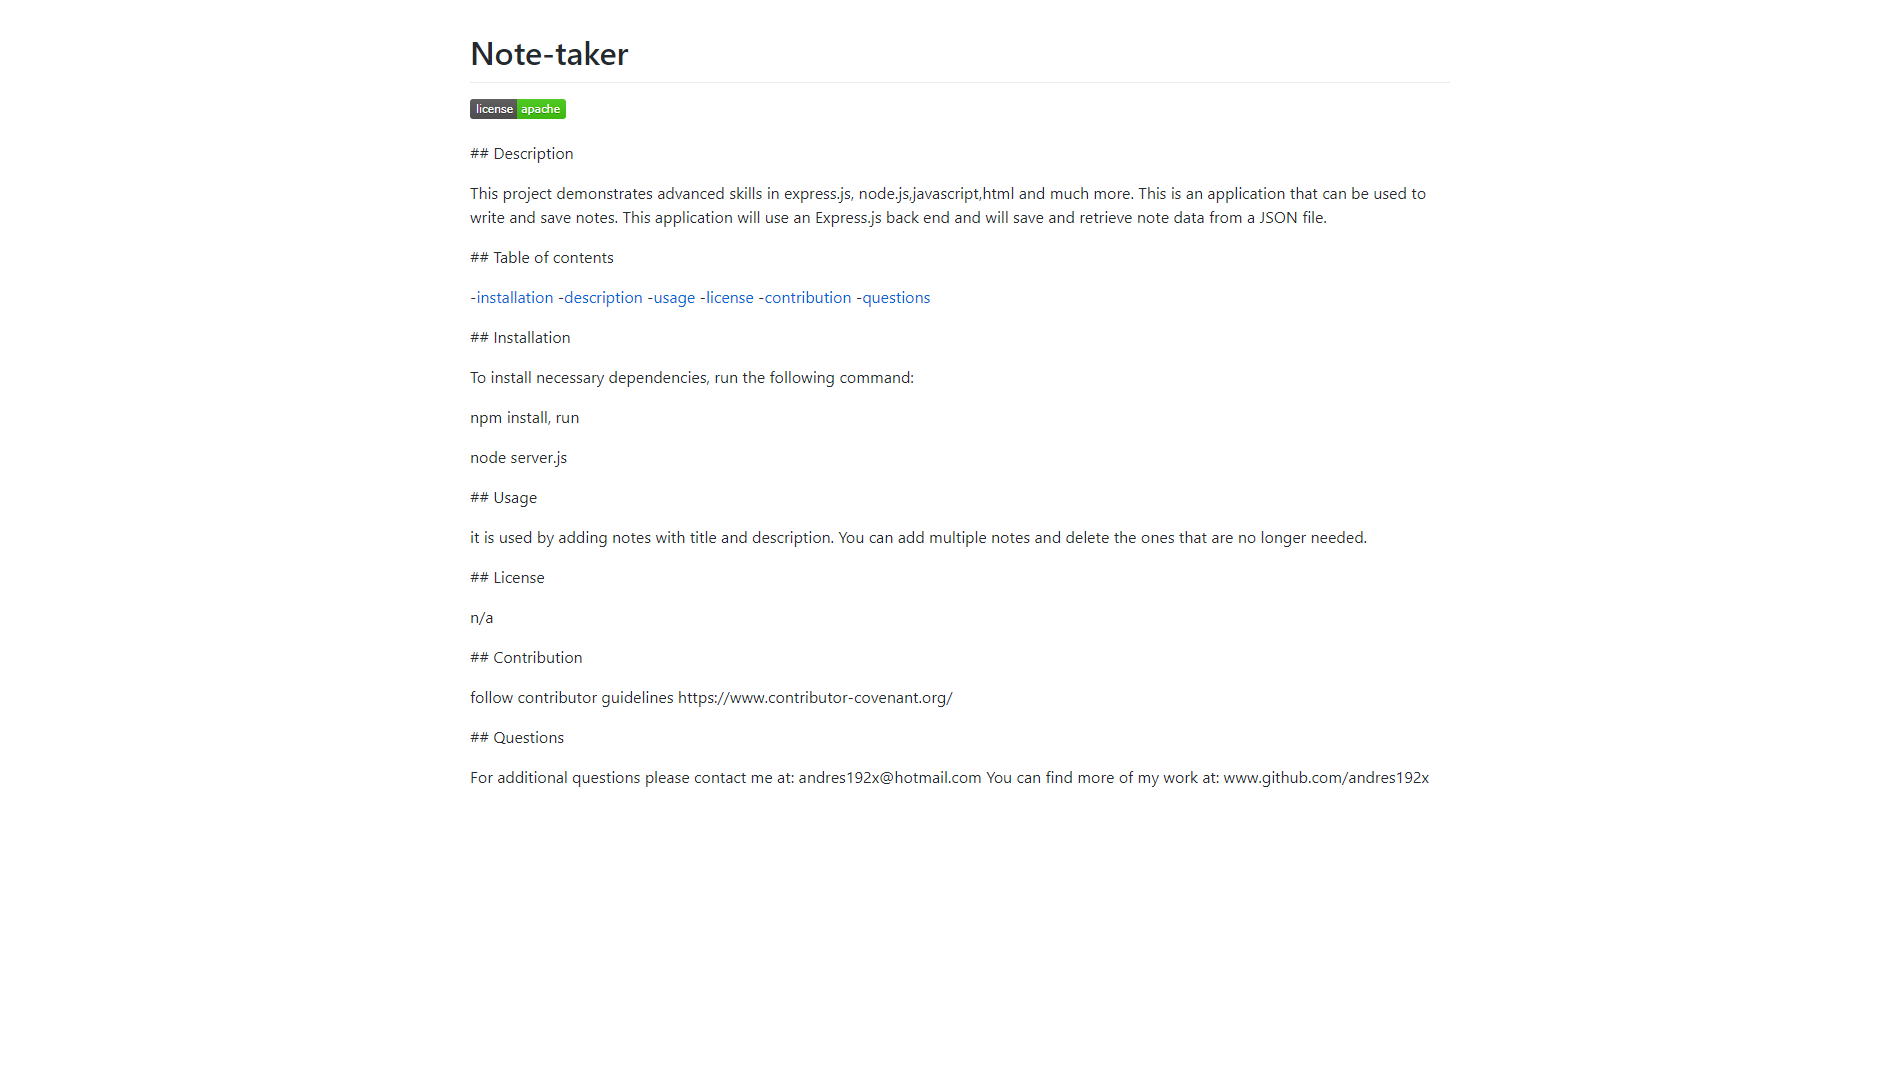 Note-taker
license apache
## Description
This project demonstrates advanced skills in express.js, node.js,javascript,html and much more. This is an application that can be used to
write and save notes. This application will use an Express.js back end and will save and retrieve note data from a JSON file.
## Table of contents
-installation -description -usage -license -contribution -questions
## Installation
To install necessary dependencies, run the following command:
npm install, run
node server.js
## Usage
it is used by adding notes with title and description. You can add multiple notes and delete the ones that are no longer needed.
## License
n/a
## Contribution
follow contributor guidelines https://www.contributor-covenant.org/
## Questions
For additional questions please contact me at: andres192x@hotmail.com You can find more of my work at: www.github.com/andres192x